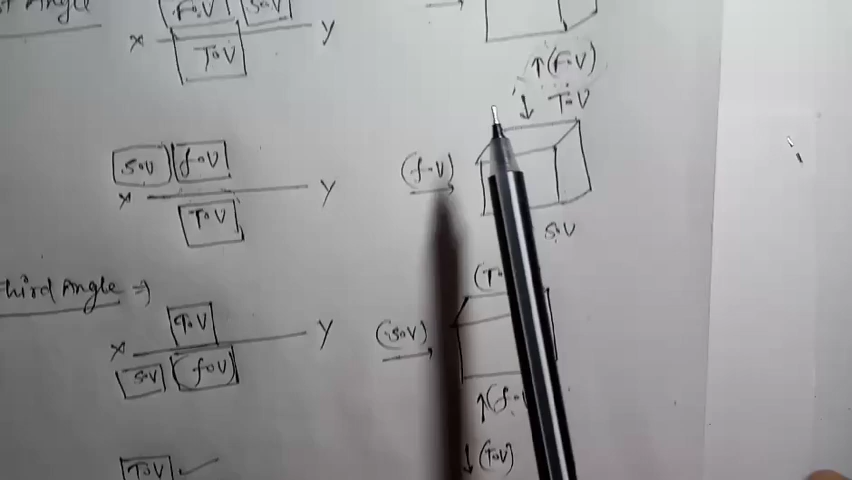 Angle
F.V S.V
X Y
T.V
↑(F.V)
↓ T.V
S.V F.V
X Y
T.V
(F.V)
→
S.V
Third Angle →
T.V
X Y
S.V F.V
(S.V)
→
↑(F.V
T.V ✓
↓(T.V)